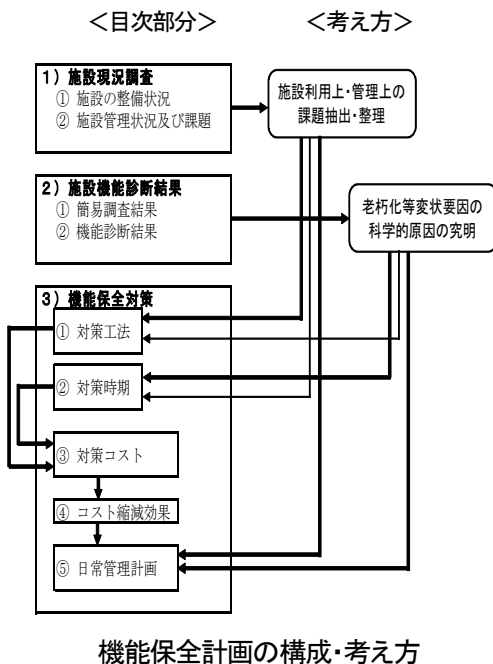 ＜目次部分＞
＜考え方＞
1）施設現況調査
① 施設の整備状況
② 施設管理状況及び課題
施設利用上・管理上の
課題抽出・整理
2）施設機能診断結果
① 簡易調査結果
② 機能診断結果
老朽化等変状要因の
科学的原因の究明
3）機能保全対策
① 対策工法
② 対策時期
③ 対策コスト
④ コスト縮減効果
⑤ 日常管理計画
機能保全計画の構成・考え方